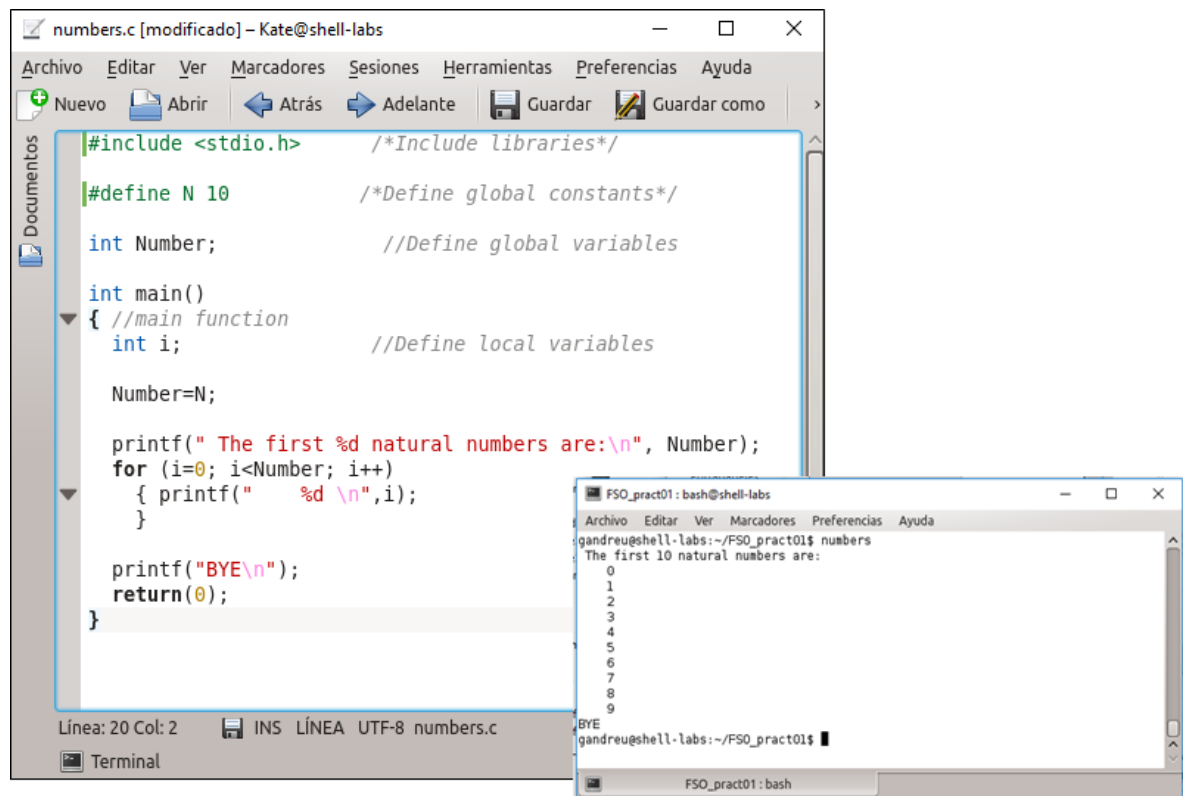 numbers.c [modificado] – Kate@shell-labs
Archivo Editar Ver Marcadores Sesiones Herramientas Preferencias Ayuda
Nuevo Abrir Atrás Adelante Guardar Guardar como
Documentos
#include <stdio.h> /*Include libraries*/
#define N 10 /*Define global constants*/
int Number; //Define global variables
int main()
{ //main function
int i; //Define local variables
Number=N;
printf(" The first %d natural numbers are:\n", Number);
for (i=0; i<Number; i++)
{ printf("    %d \n",i);
}
printf("BYE\n");
return(0);
}
Línea: 20 Col: 2 INS LÍNEA UTF-8 numbers.c
Terminal
FSO_pract01 : bash@shell-labs
Archivo Editar Ver Marcadores Preferencias Ayuda
gandreu@shell-labs:~/FSO_pract01$ numbers
The first 10 natural numbers are:
0
1
2
3
4
5
6
7
8
9
BYE
gandreu@shell-labs:~/FSO_pract01$
FSO_pract01 : bash